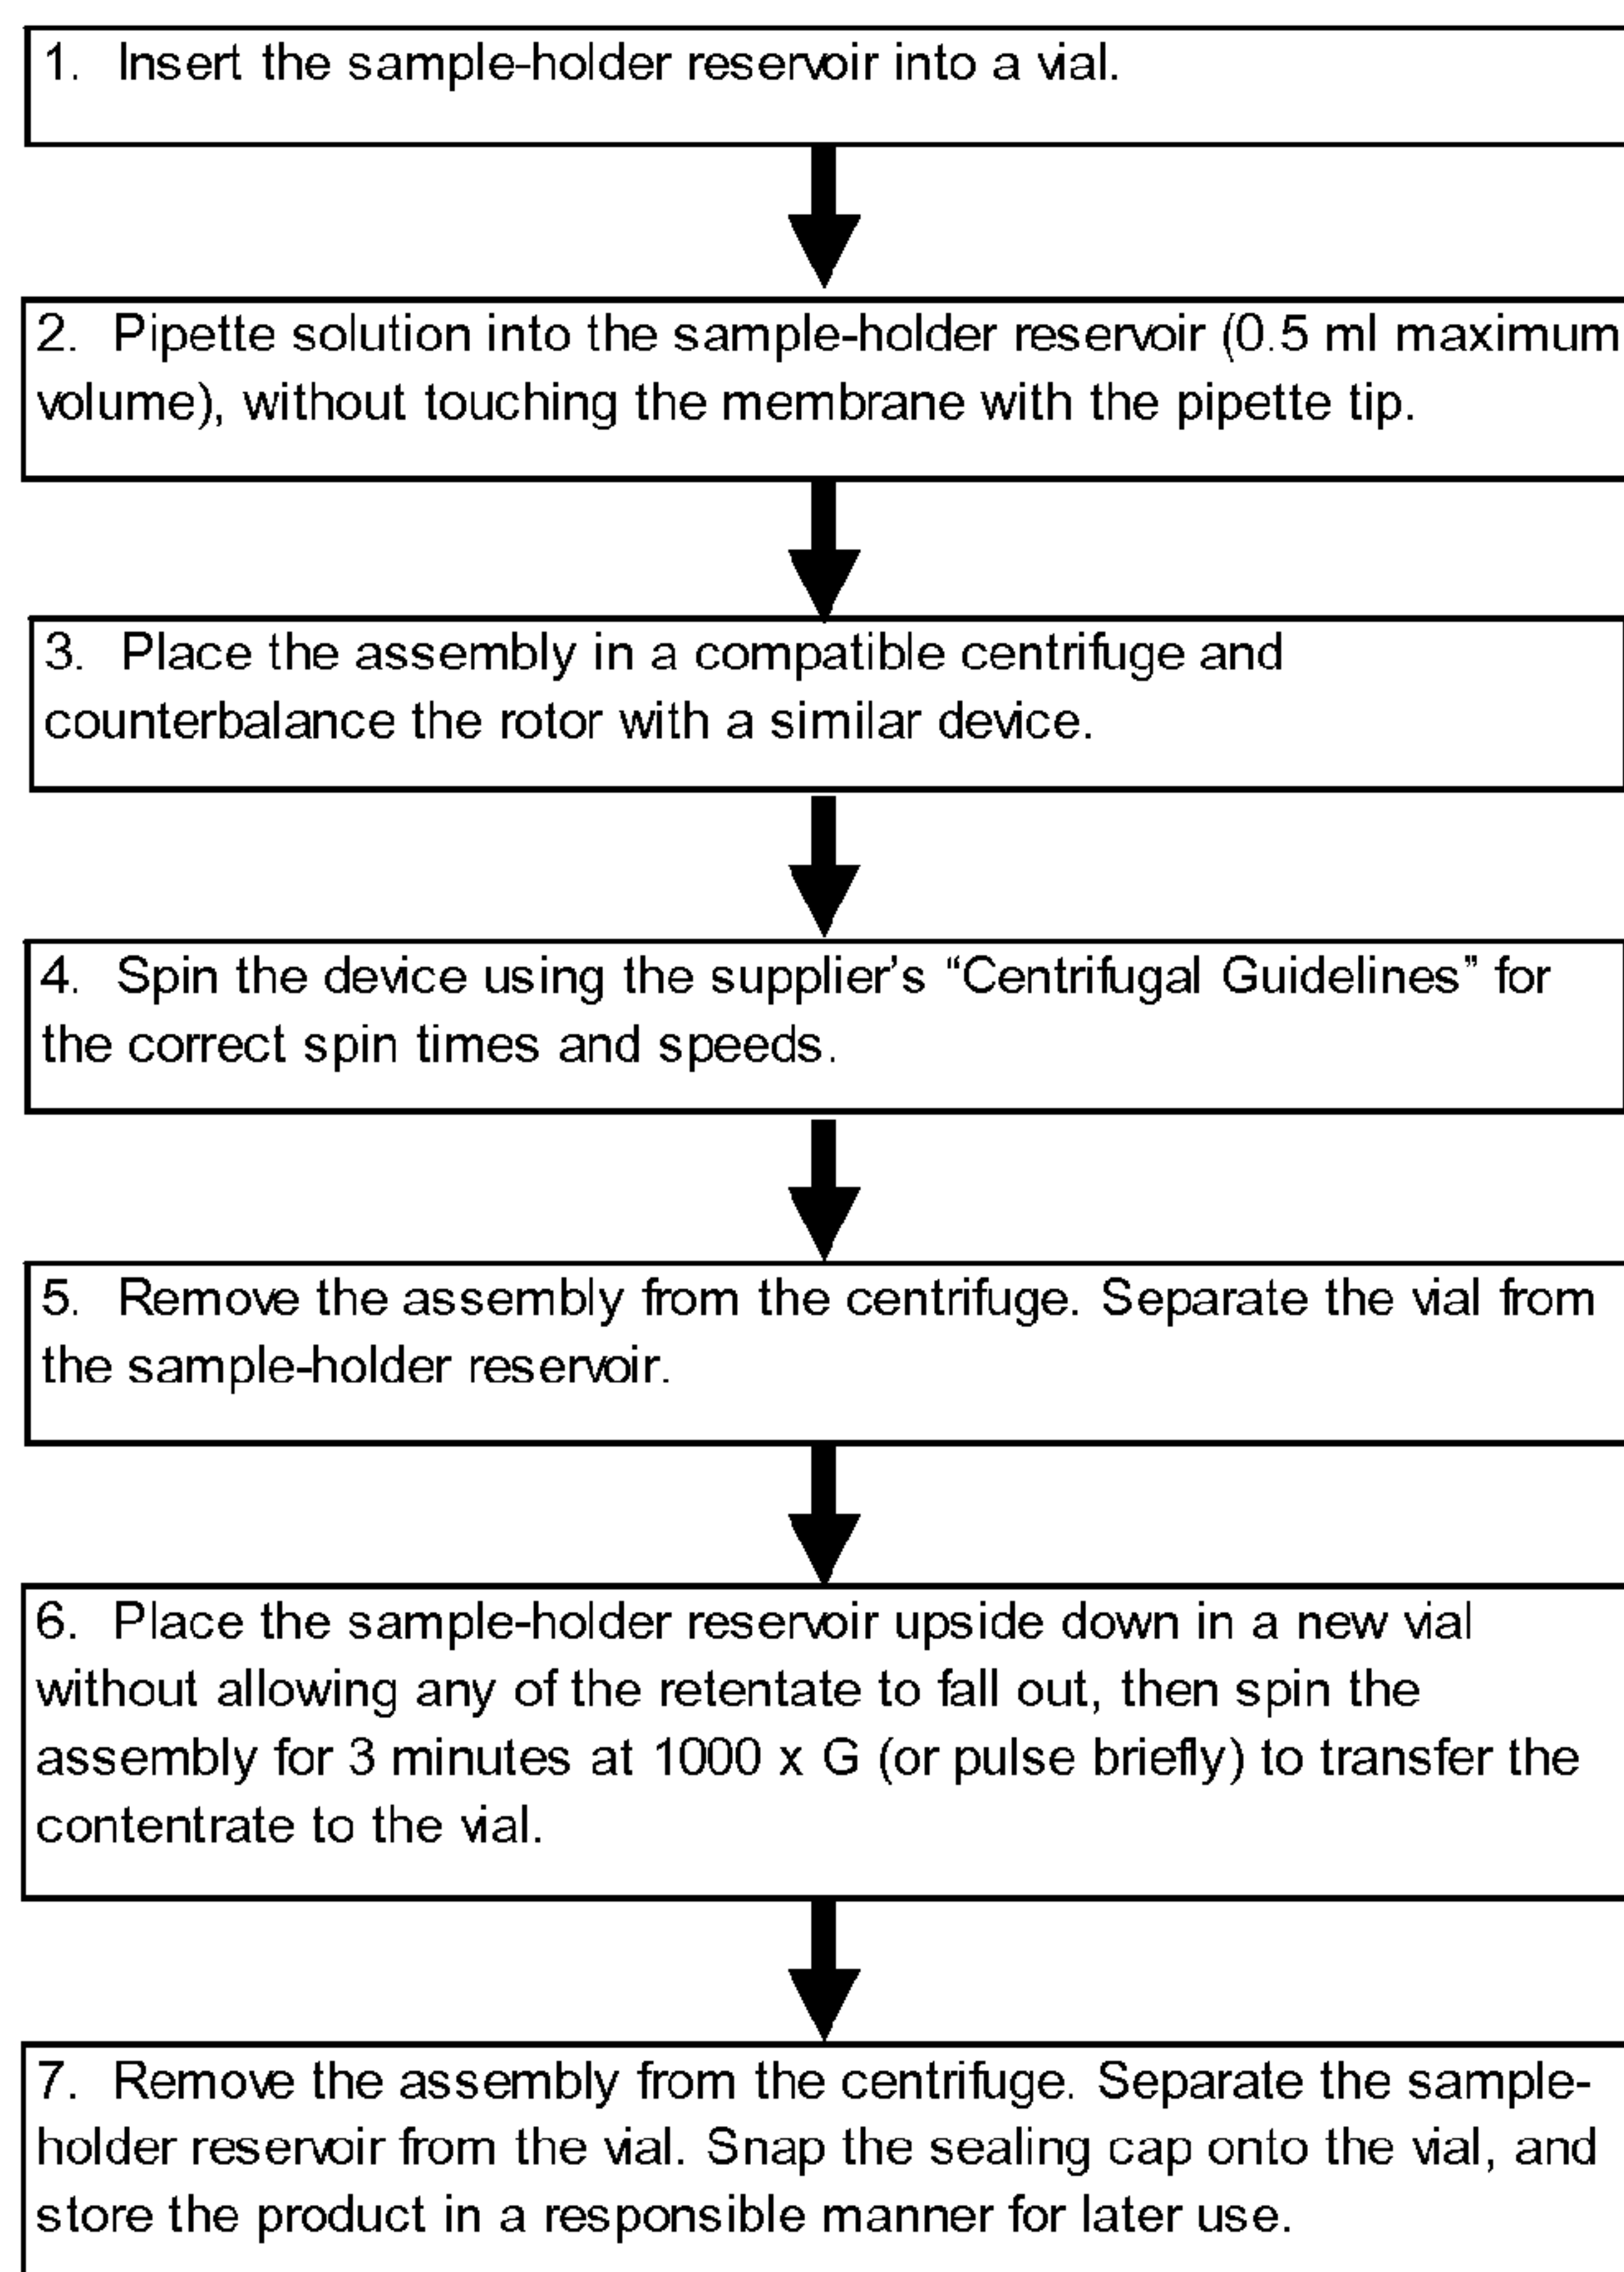 1. Insert the sample-holder reservoir into a vial.
2. Pipette solution into the sample-holder reservoir (0.5 ml maximum
volume), without touching the membrane with the pipette tip.
3. Place the assembly in a compatible centrifuge and
counterbalance the rotor with a similar device.
4. Spin the device using the supplier's “Centrifugal Guidelines” for
the correct spin times and speeds.
5. Remove the assembly from the centrifuge. Separate the vial from
the sample-holder reservoir.
6. Place the sample-holder reservoir upside down in a new vial
without allowing any of the retentate to fall out, then spin the
assembly for 3 minutes at 1000 x G (or pulse briefly) to transfer the
contentrate to the vial.
7. Remove the assembly from the centrifuge. Separate the sample-
holder reservoir from the vial. Snap the sealing cap onto the vial, and
store the product in a responsible manner for later use.